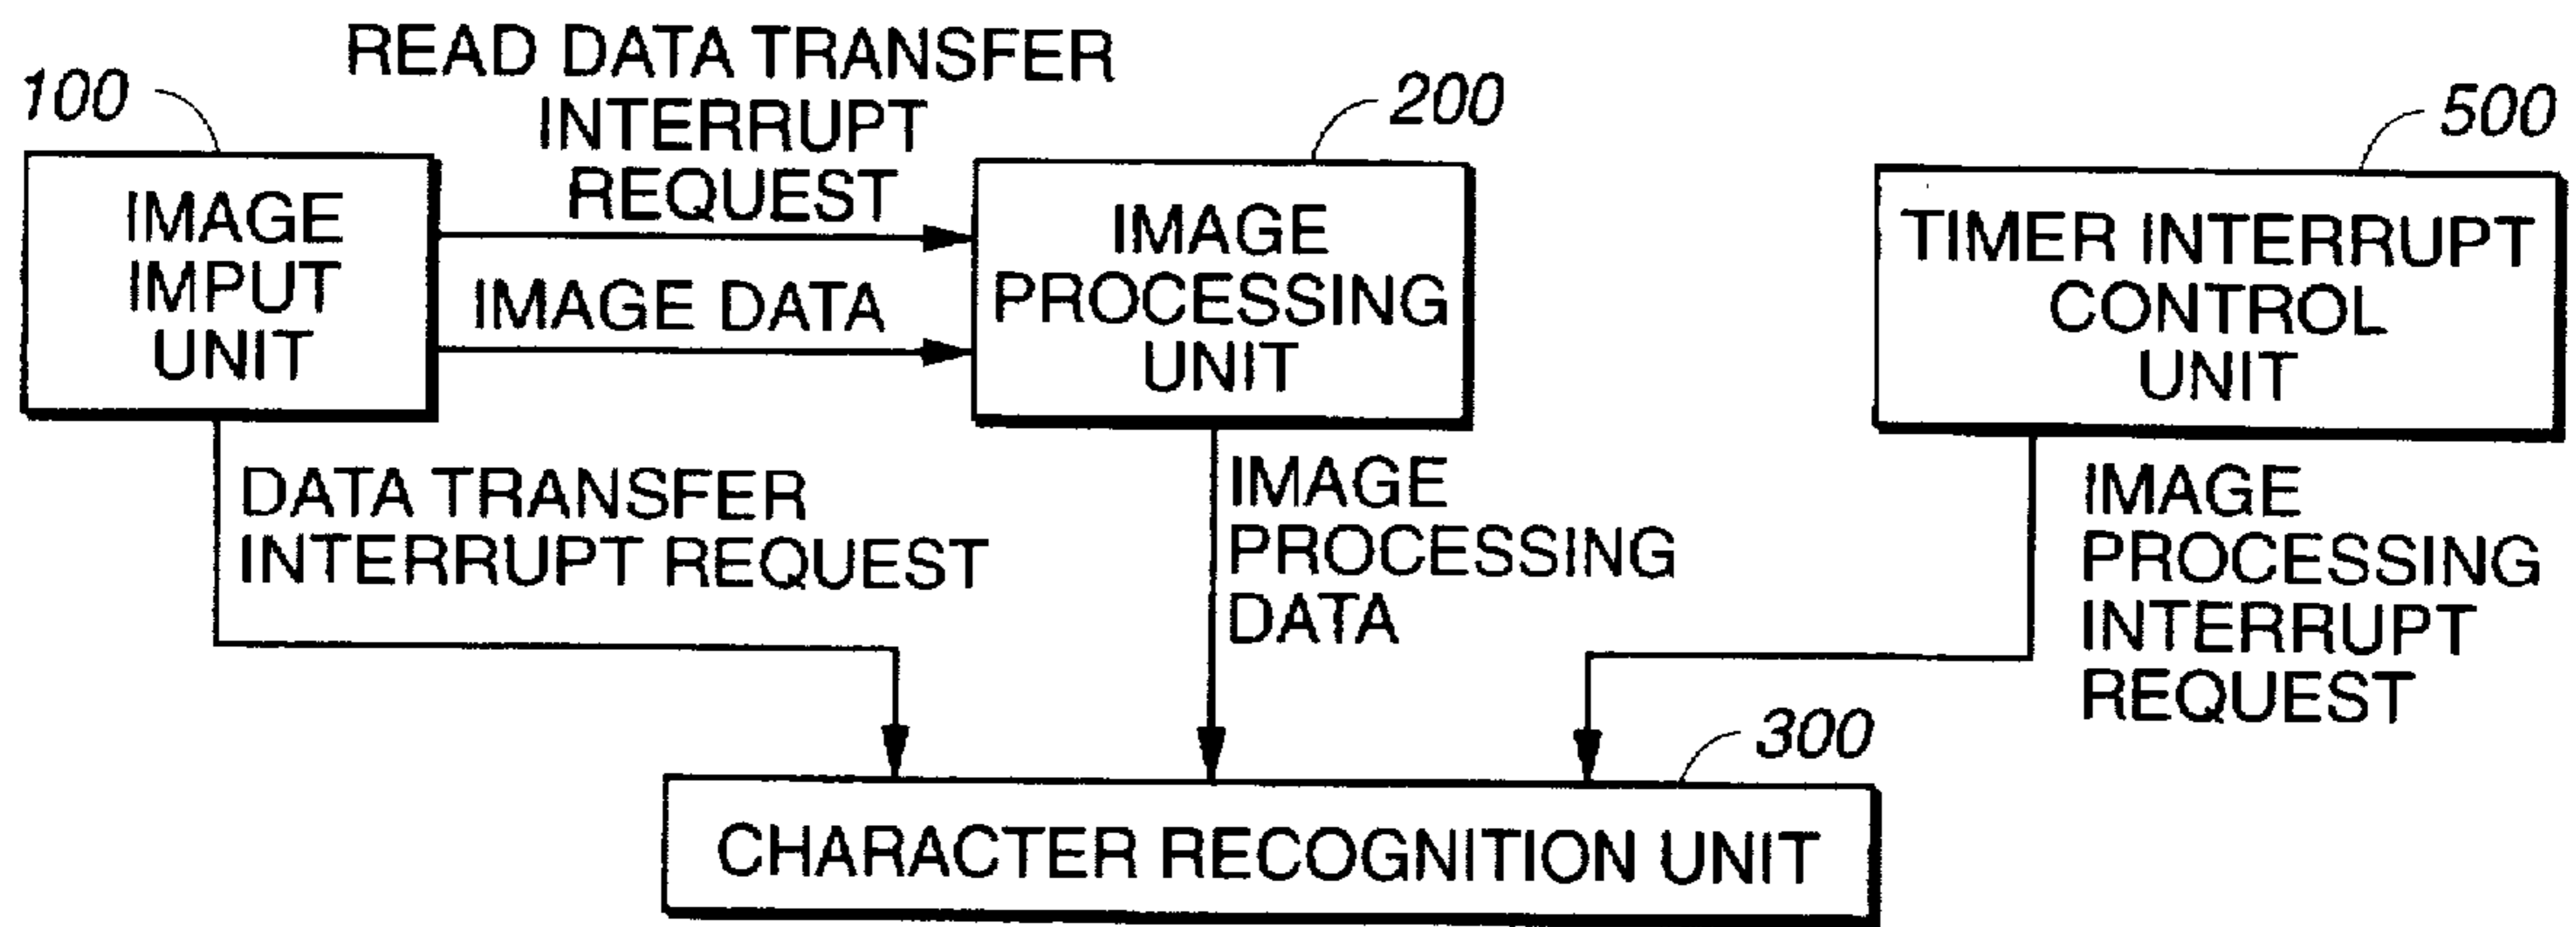 READ DATA TRANSFER
INTERRUPT
REQUEST
100
200
500
IMAGE
IMPUT
UNIT
IMAGE DATA
IMAGE
PROCESSING
UNIT
TIMER INTERRUPT
CONTROL
UNIT
DATA TRANSFER
INTERRUPT REQUEST
IMAGE
PROCESSING
DATA
IMAGE
PROCESSING
INTERRUPT
REQUEST
300
CHARACTER RECOGNITION UNIT